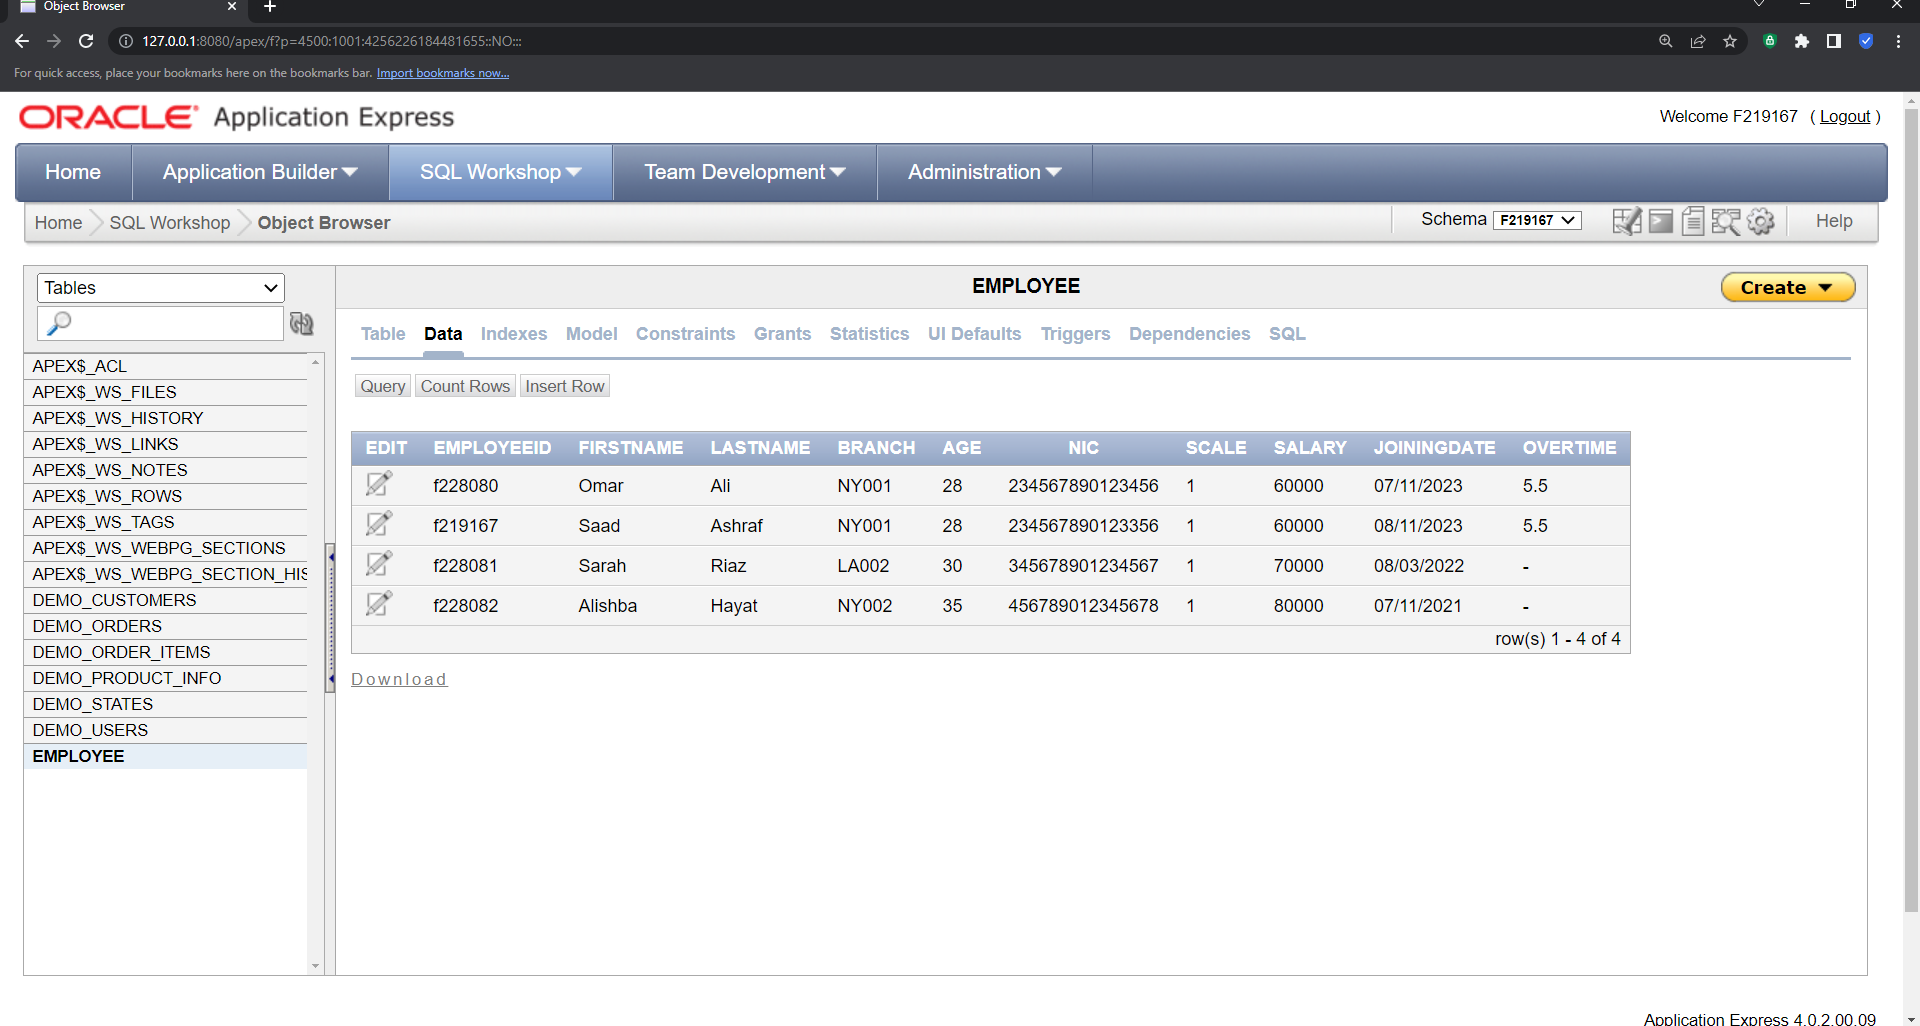 Object Browser
127.0.0.1:8080/apex/f?p=4500:1001:4256226184481655::NO:::
For quick access, place your bookmarks here on the bookmarks bar. Import bookmarks now...
ORACLE Application Express
Welcome F219167 ( Logout )
Home Application Builder SQL Workshop Team Development Administration
Home SQL Workshop Object Browser Schema F219167 Help
Tables
EMPLOYEE
Create
Table Data Indexes Model Constraints Grants Statistics UI Defaults Triggers Dependencies SQL
Query Count Rows Insert Row
APEX$_ACL
APEX$_WS_FILES
APEX$_WS_HISTORY
APEX$_WS_LINKS
APEX$_WS_NOTES
APEX$_WS_ROWS
APEX$_WS_TAGS
APEX$_WS_WEBPG_SECTIONS
APEX$_WS_WEBPG_SECTION_HIS
DEMO_CUSTOMERS
DEMO_ORDERS
DEMO_ORDER_ITEMS
DEMO_PRODUCT_INFO
DEMO_STATES
DEMO_USERS
EMPLOYEE
EDIT EMPLOYEEID FIRSTNAME LASTNAME BRANCH AGE NIC SCALE SALARY JOININGDATE OVERTIME
f228080 Omar Ali NY001 28 234567890123456 1 60000 07/11/2023 5.5
f219167 Saad Ashraf NY001 28 234567890123356 1 60000 08/11/2023 5.5
f228081 Sarah Riaz LA002 30 345678901234567 1 70000 08/03/2022 -
f228082 Alishba Hayat NY002 35 456789012345678 1 80000 07/11/2021 -
row(s) 1 - 4 of 4
Download
Application Express 4.0.2.00.09